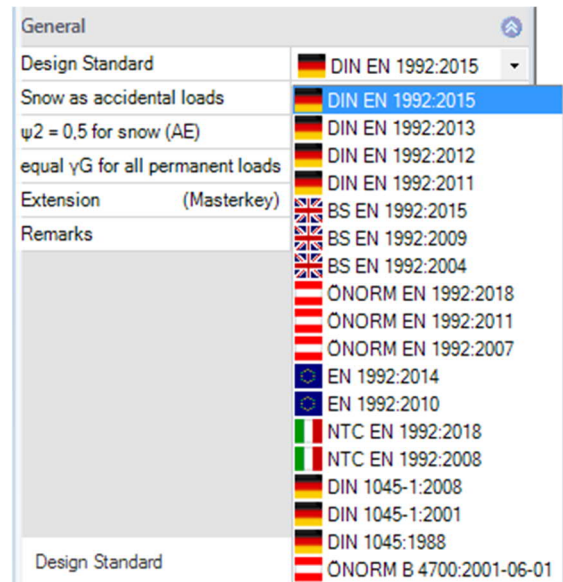 General
Design Standard DIN EN 1992:2015
Snow as accidental loads DIN EN 1992:2015
ψ2 = 0,5 for snow (AE) DIN EN 1992:2013
DIN EN 1992:2012
equal γG for all permanent loads DIN EN 1992:2011
Extension (Masterkey) BS EN 1992:2015
Remarks BS EN 1992:2009
BS EN 1992:2004
ÖNORM EN 1992:2018
ÖNORM EN 1992:2011
ÖNORM EN 1992:2007
EN 1992:2014
EN 1992:2010
NTC EN 1992:2018
NTC EN 1992:2008
DIN 1045-1:2008
DIN 1045-1:2001
DIN 1045:1988
Design Standard ÖNORM B 4700:2001-06-01